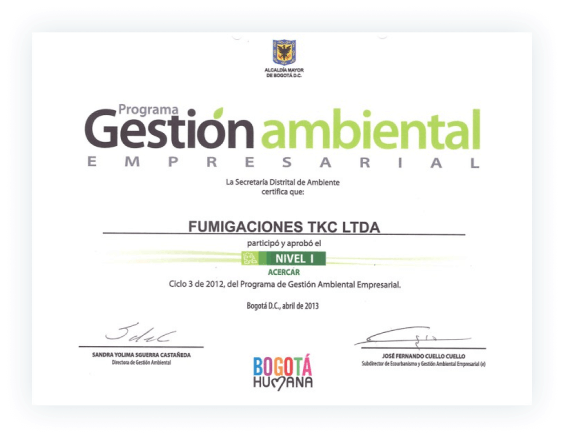 ALCALDÍA MAYOR
DE BOGOTÁ D.C.
Programa
Gestión ambiental
EMPRESARIAL
La Secretaría Distrital de Ambiente
certifica que:
FUMIGACIONES TKC LTDA
participó y aprobó el
NIVEL I
ACERCAR
Ciclo 3 de 2012, del Programa de Gestión Ambiental Empresarial.
Bogotá D.C., abril de 2013
SANDRA YOLIMA SGUERRA CASTAÑEDA
Directora de Gestión Ambiental
JOSÉ FERNANDO CUELLO CUELLO
Subdirector de Ecourbanismo y Gestión Ambiental Empresarial (e)
BOGOTÁ
HUMANA